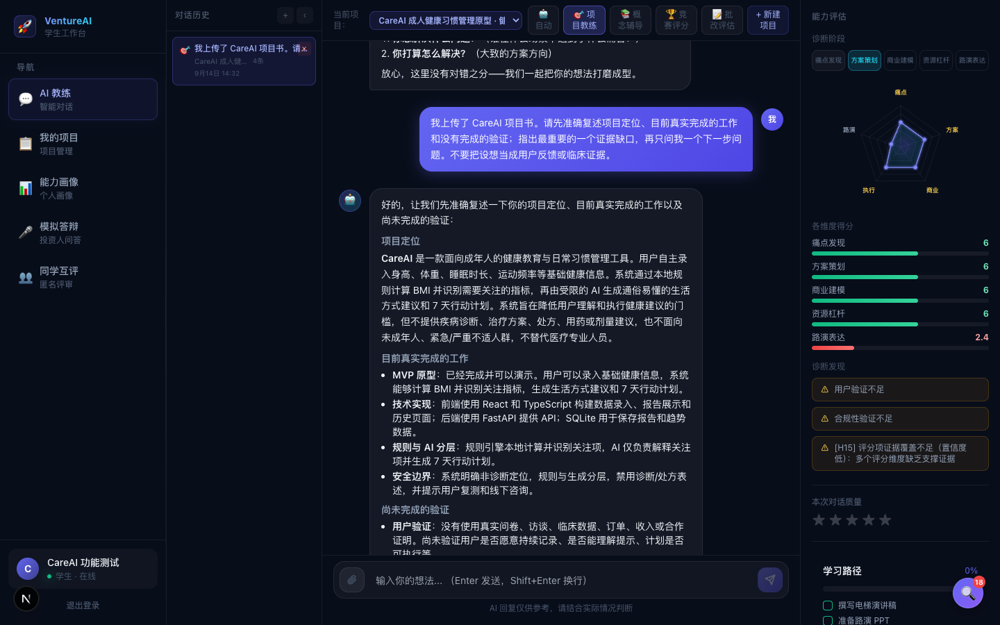 VentureAI
学生工作台
导航
AI 教练
智能对话
我的项目
项目管理
能力画像
个人画像
模拟答辩
投资人问答
同学互评
匿名评审
C
CareAI 功能测试
学生 · 在线
N
退出登录
对话历史
+
‹
我上传了 CareAI 项目书。请...
CareAI 成人健... 4条
9月14日 14:32
当前项
目：
CareAI 成人健康习惯管理原型 · 健
自动
项
目教练
概
念辅导
竞
赛评分
批
改评估
+ 新建
项目
2. 你打算怎么解决？（大致的方案方向）
放心，这里没有对错之分——我们一起把你的想法打磨成型。
我上传了 CareAI 项目书。请先准确复述项目定位、目前真实完成的工作
和没有完成的验证；指出最重要的一个证据缺口，再只问我一个下一步问
题。不要把设想当成用户反馈或临床证据。
我
好的，让我们先准确复述一下你的项目定位、目前真实完成的工作以及
尚未完成的验证：
项目定位
CareAI 是一款面向成年人的健康教育与日常习惯管理工具。用户自主录
入身高、体重、睡眠时长、运动频率等基础健康信息。系统通过本地规
则计算 BMI 并识别需要关注的指标，再由受限的 AI 生成通俗易懂的生活
方式建议和 7 天行动计划。系统旨在降低用户理解和执行健康建议的门
槛，但不提供疾病诊断、治疗方案、处方、用药或剂量建议，也不面向
未成年人、紧急/严重不适人群，不替代医疗专业人员。
目前真实完成的工作
• MVP 原型：已经完成并可以演示。用户可以录入基础健康信息，系统
能够计算 BMI 并识别关注指标，生成生活方式建议和 7 天行动计划。
• 技术实现：前端使用 React 和 TypeScript 构建数据录入、报告展示和
历史页面；后端使用 FastAPI 提供 API；SQLite 用于保存报告和趋势
数据。
• 规则与 AI 分层：规则引擎本地计算并识别关注项，AI 仅负责解释关注
项并生成 7 天行动计划。
• 安全边界：系统明确非诊断定位，规则与生成分层，禁用诊断/处方表
述，并提示用户复测和线下咨询。
尚未完成的验证
• 用户验证：没有使用真实问卷、访谈、临床数据、订单、收入或合作
证明。尚未验证用户是否愿意持续记录、是否能理解提示、计划是否
可执行等。
输入你的想法... （Enter 发送，Shift+Enter 换行）
AI 回复仅供参考，请结合实际情况判断
能力评估
诊断阶段
痛点发现
方案策划
商业建模
资源杠杆
路演表达
痛点
路演
方案
执行
商业
各维度得分
痛点发现 6
方案策划 6
商业建模 6
资源杠杆 6
路演表达 2.4
诊断发现
⚠ 用户验证不足
⚠ 合规性验证不足
⚠ [H15] 评分项证据覆盖不足（置信度
低）：多个评分维度缺乏支撑证据
本次对话质量
学习路径 0%
18
撰写电梯演讲稿
准备路演 PPT